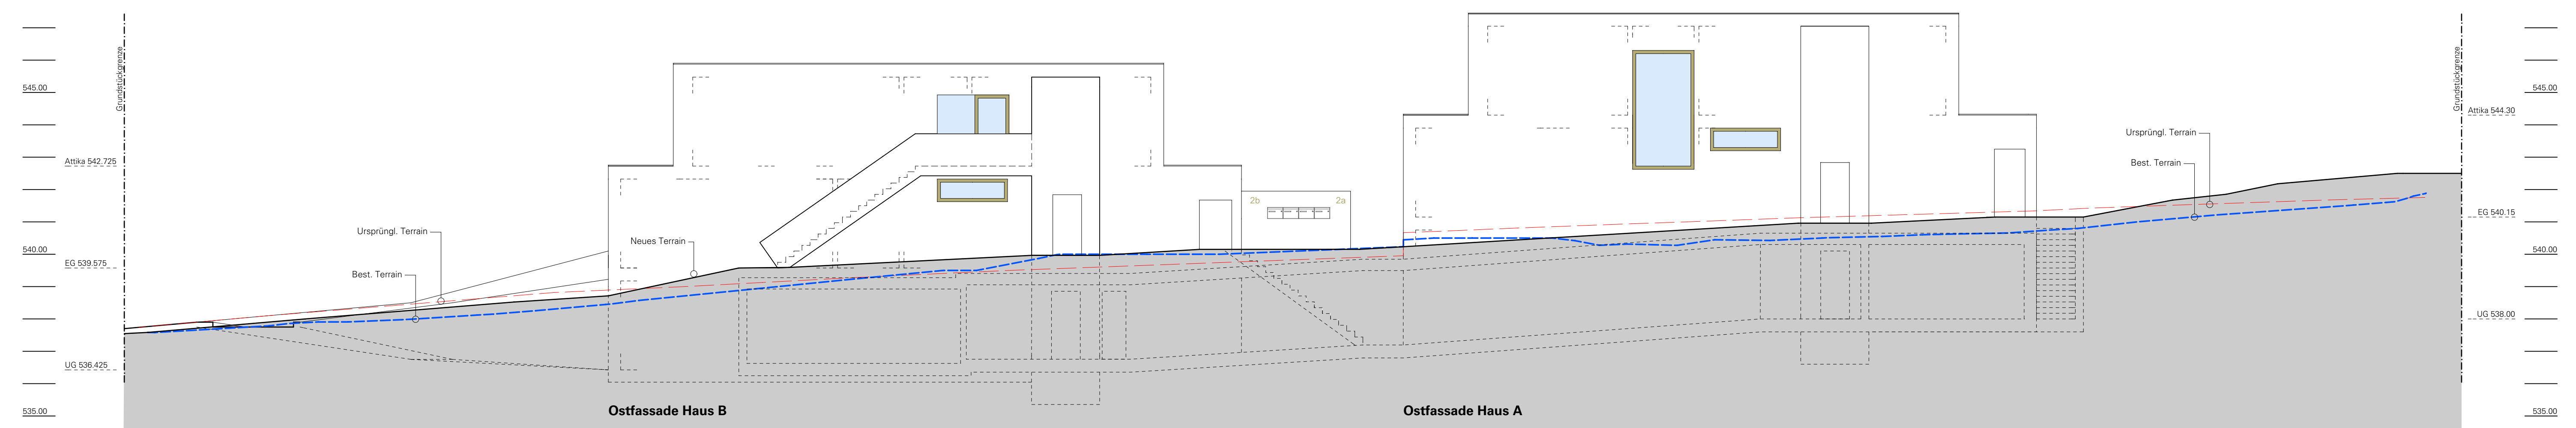 Grundstückgrenze
545.00
Attika 542.725
540.00
EG 539.575
UG 536.425
535.00
Ursprüngl. Terrain
Best. Terrain
Neues Terrain
2b
2a
Ostfassade Haus B
Ostfassade Haus A
Ursprüngl. Terrain
Best. Terrain
Grundstückgrenze
545.00
Attika 544.30
EG 540.15
540.00
UG 538.00
535.00